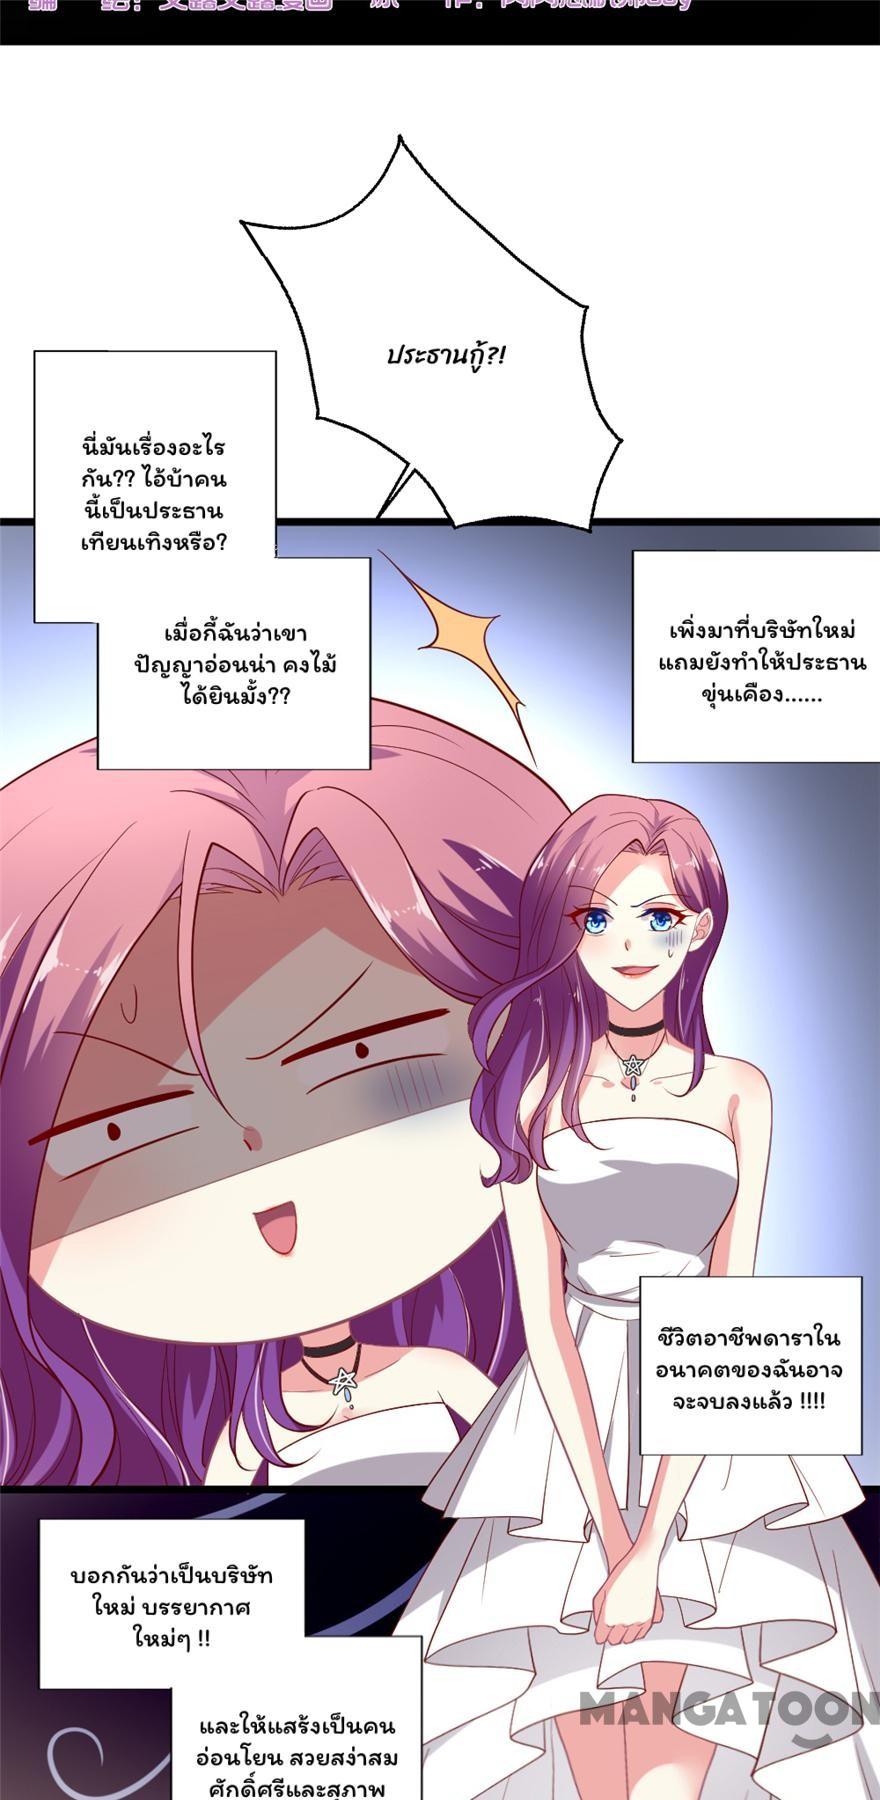 ประธานกู้?!
นี่มันเรื่องอะไร
กัน?? ไอ้บ้าคน
นี้เป็นประธาน
เทียนเทิงหรือ?
เมื่อกี้ฉันว่าเขา
ปัญญาอ่อนน่า คงไม้
ได้ยินมั้ง??
เพิ่งมาที่บริษัทใหม่
แถมยังทำให้ประธาน
ขุ่นเคือง......
ชีวิตอาชีพดาราใน
อนาคตของฉันอาจ
จะจบลงแล้ว !!!!
บอกกันว่าเป็นบริษัท
ใหม่ บรรยากาศ
ใหม่ๆ !!
และให้แสร้งเป็นคน
อ่อนโยน สวยสง่าสม
ศักดิ์ศรีและสุภาพ
MANGATOON